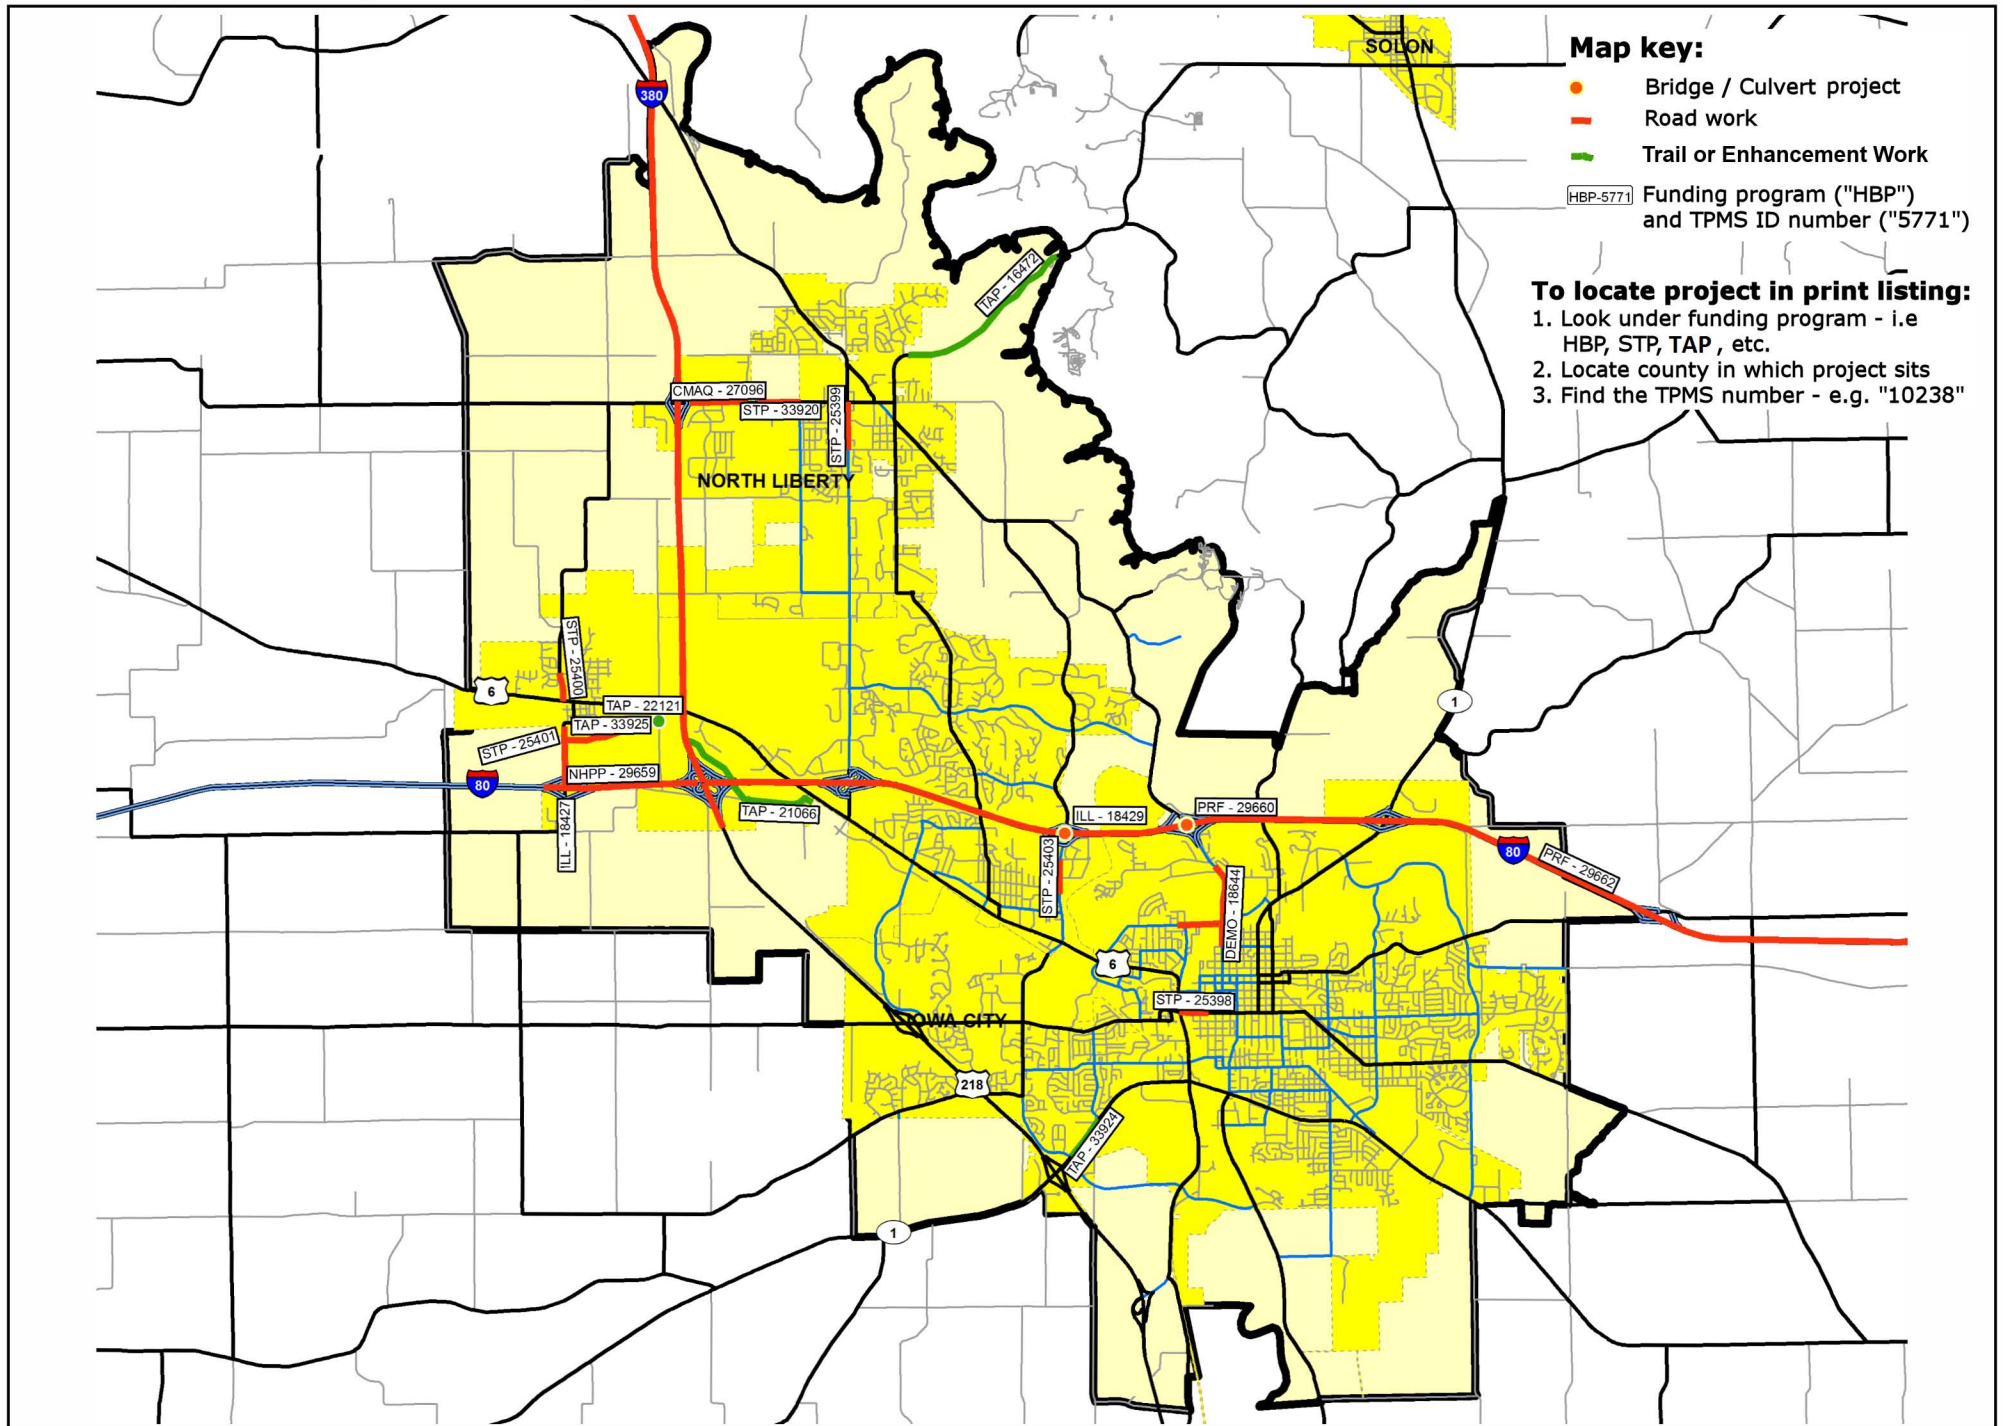 SOLON
Map key:
Bridge / Culvert project
Road work
Trail or Enhancement Work
HBP-5771
Funding program ("HBP")
and TPMS ID number ("5771")
To locate project in print listing:
1. Look under funding program - i.e
HBP, STP, TAP , etc.
2. Locate county in which project sits
3. Find the TPMS number - e.g. "10238"
380
TAP - 16472
CMAQ - 27096
STP - 33920
STP - 25399
NORTH LIBERTY
STP - 25400
6
TAP - 22121
TAP - 33925
STP - 25401
1
NHPP - 29659
80
TAP - 21066
ILL - 18427
ILL - 18429
PRF - 29660
STP - 25403
80
PRF - 29662
DEMO - 18644
6
STP - 25398
IOWA CITY
218
TAP - 33924
1